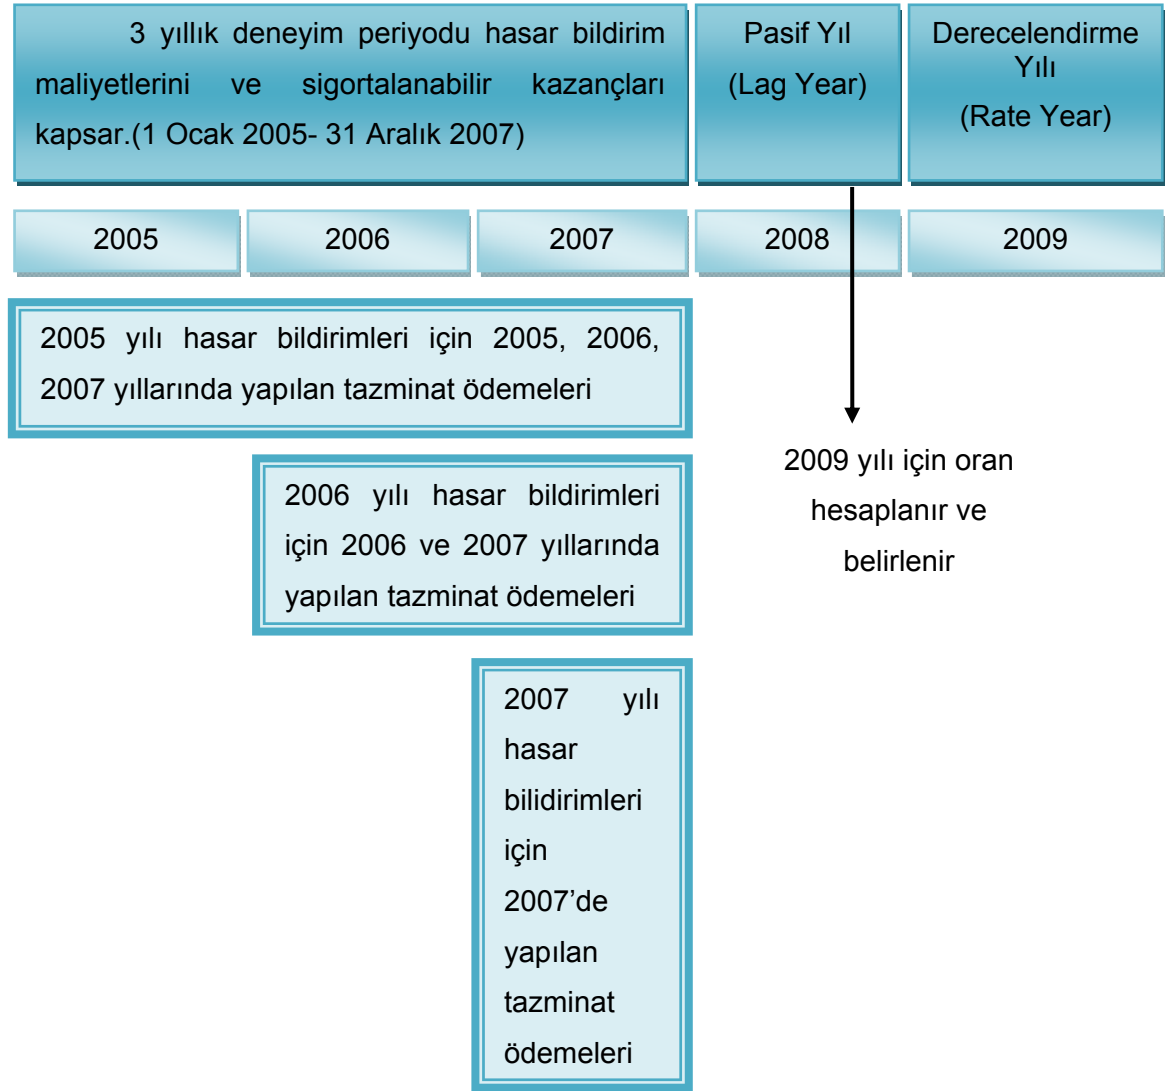 3 yıllık deneyim periyodu hasar bildirim
maliyetlerini ve sigortalanabilir kazançları
kapsar.(1 Ocak 2005- 31 Aralık 2007)
Pasif Yıl
(Lag Year)
Derecelendirme
Yılı
(Rate Year)
2005
2006
2007
2008
2009
2005 yılı hasar bildirimleri için 2005, 2006,
2007 yıllarında yapılan tazminat ödemeleri
2006 yılı hasar bildirimleri
için 2006 ve 2007 yıllarında
yapılan tazminat ödemeleri
2009 yılı için oran
hesaplanır ve
belirlenir
2007 yılı
hasar
bilidirimleri
için
2007’de
yapılan
tazminat
ödemeleri